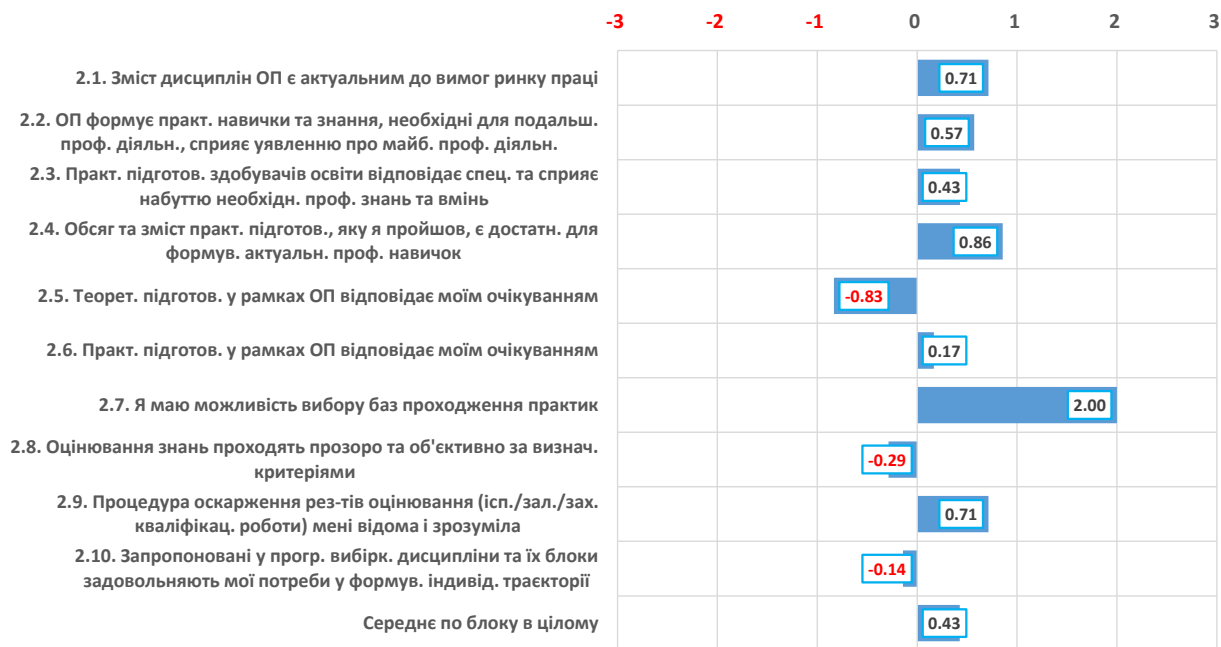 -3 -2 -1 0 1 2 3
2.1. Зміст дисциплін ОП є актуальним до вимог ринку праці
0.71
2.2. ОП формує практ. навички та знання, необхідні для подальш.
проф. діяльн., сприяє уявленню про майб. проф. діяльн.
0.57
2.3. Практ. підготов. здобувачів освіти відповідає спец. та сприяє
набуттю необхідн. проф. знань та вмінь
0.43
2.4. Обсяг та зміст практ. підготов., яку я пройшов, є достатн. для
формув. актуальн. проф. навичок
0.86
2.5. Теорет. підготов. у рамках ОП відповідає моїм очікуванням
-0.83
2.6. Практ. підготов. у рамках ОП відповідає моїм очікуванням
0.17
2.7. Я маю можливість вибору баз проходження практик
2.00
2.8. Оцінювання знань проходять прозоро та об'єктивно за визнач.
критеріями
-0.29
2.9. Процедура оскарження рез-тів оцінювання (ісп./зал./зах.
кваліфікац. роботи) мені відома і зрозуміла
0.71
2.10. Запропоновані у прогр. вибірк. дисципліни та їх блоки
задовольняють мої потреби у формув. індивід. траєкторії
-0.14
Середнє по блоку в цілому
0.43